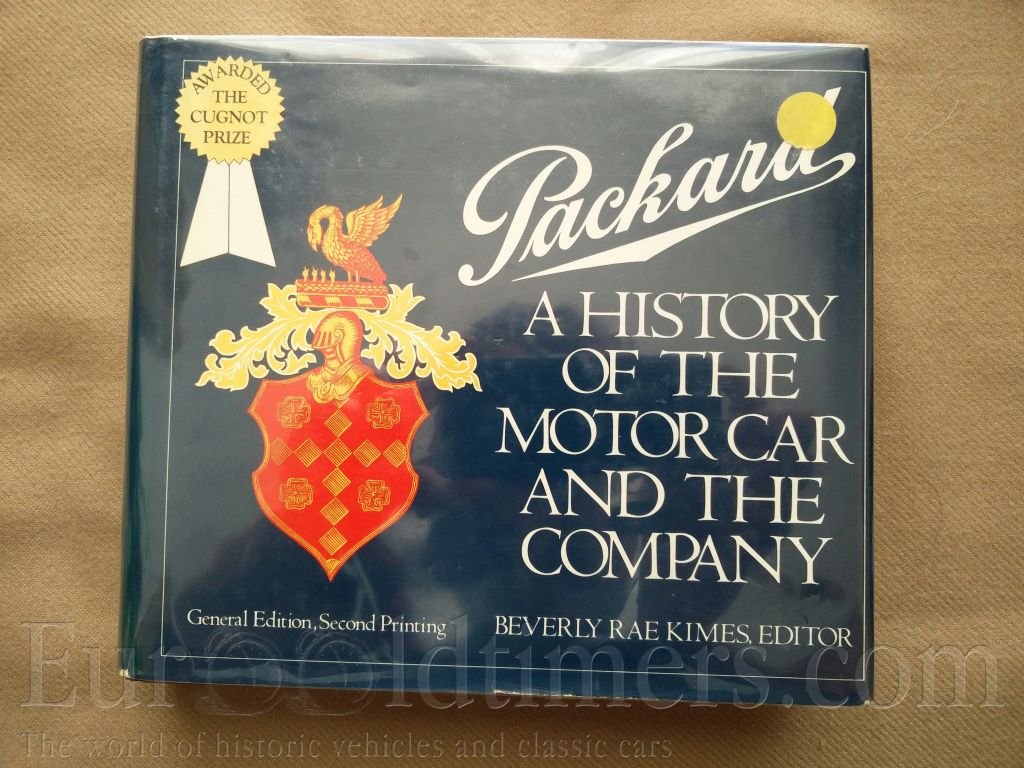 AWARDED
THE
CUGNOT
PRIZE
Packard
A HISTORY
OF THE
MOTOR CAR
AND THE
COMPANY
General Edition, Second Printing
BEVERLY RAE KIMES, EDITOR
EuroOldtimers.com
The world of historic vehicles and classic cars